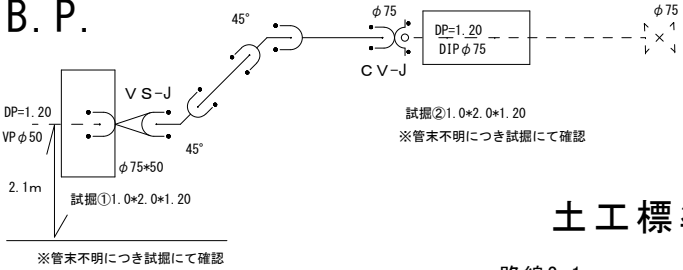 B.P.
45°
φ75
φ75
DP=1.20
DIPφ75
VS-J
CV-J
DP=1.20
VPφ50
試掘②1.0*2.0*1.20
※管末不明につき試掘にて確認
45°
φ75*50
2.1m
試掘①1.0*2.0*1.20
土工標
※管末不明につき試掘にて確認